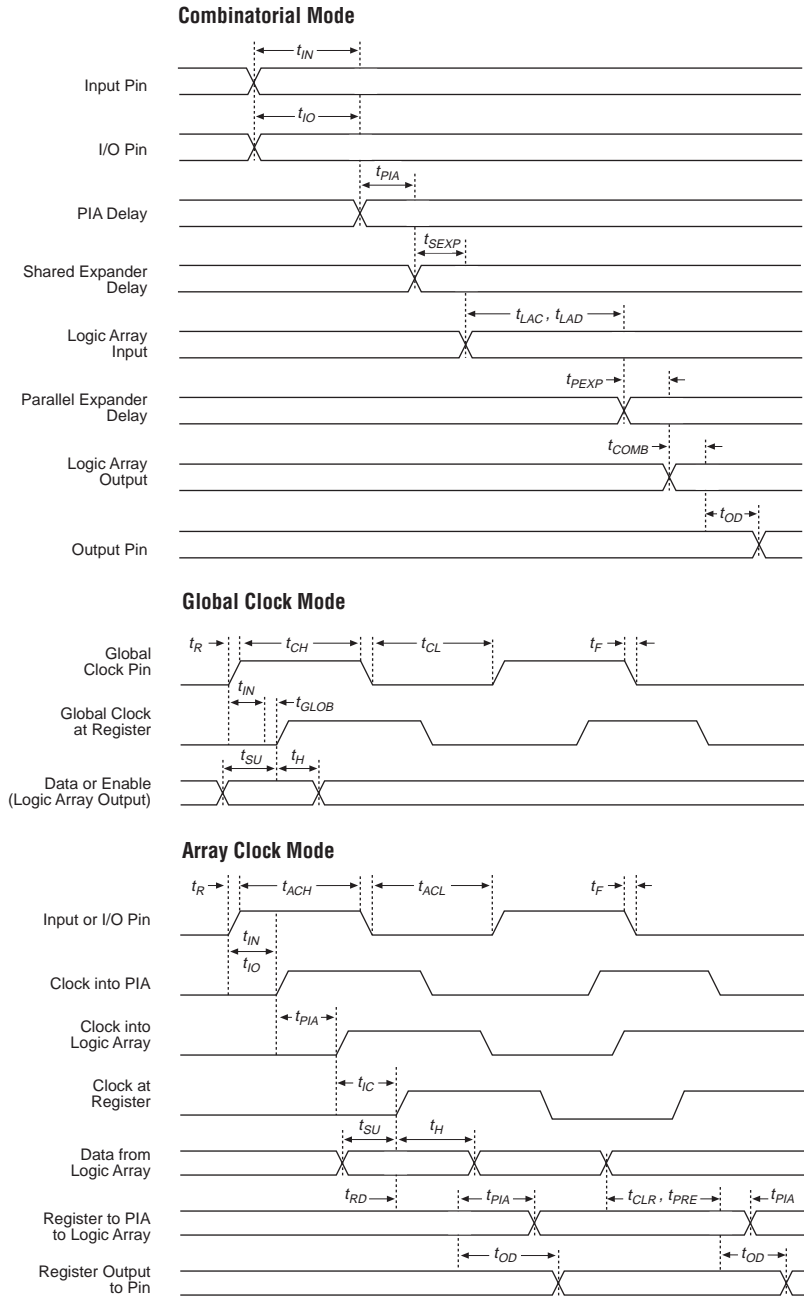 Combinatorial Mode
tIN
Input Pin
tIO
I/O Pin
tPIA
PIA Delay
tSEXP
Shared Expander
Delay
tLAC , tLAD
Logic Array
Input
tPEXP
Parallel Expander
Delay
tCOMB
Logic Array
Output
tOD
Output Pin
Global Clock Mode
tR tCH tCL tF
Global
Clock Pin
tIN tGLOB
Global Clock
at Register
tSU tH
Data or Enable
(Logic Array Output)
Array Clock Mode
tR tACH tACL tF
Input or I/O Pin
tIN
tIO
Clock into PIA
tPIA
Clock into
Logic Array
tIC
Clock at
Register
tSU tH
Data from
Logic Array
tRD tPIA tCLR , tPRE tPIA
Register to PIA
to Logic Array
tOD tOD
Register Output
to Pin